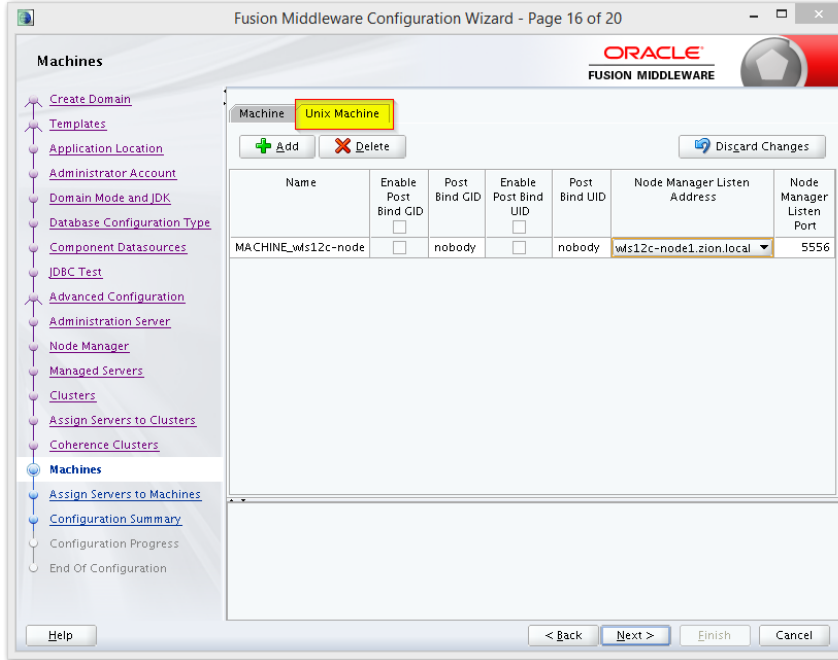 Fusion Middleware Configuration Wizard - Page 16 of 20
Machines
ORACLE
FUSION MIDDLEWARE
Create Domain
Templates
Application Location
Administrator Account
Domain Mode and JDK
Database Configuration Type
Component Datasources
JDBC Test
Advanced Configuration
Administration Server
Node Manager
Managed Servers
Clusters
Assign Servers to Clusters
Coherence Clusters
Machines
Assign Servers to Machines
Configuration Summary
Configuration Progress
End Of Configuration
Machine Unix Machine
Add Delete Discard Changes
Name
Enable
Post
Bind GID
Post
Bind GID
Enable
Post Bind
UID
Post
Bind UID
Node Manager Listen
Address
Node
Manager
Listen
Port
MACHINE_wls12c-node nobody nobody wls12c-node1.zion.local 5556
Help < Back Next > Finish Cancel